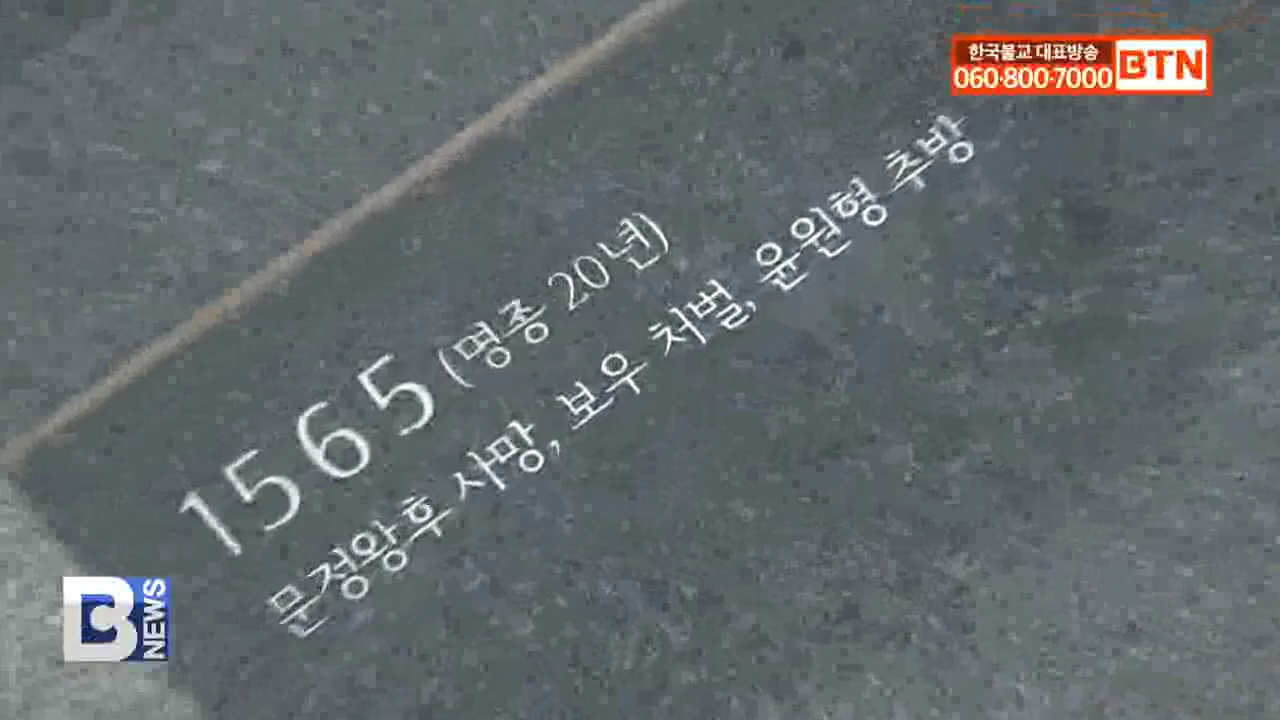 한국불교 대표방송
060·800·7000
BTN
1565 (명종 20년)
문정왕후 사망, 보우 처벌, 윤원형 추방
B NEWS